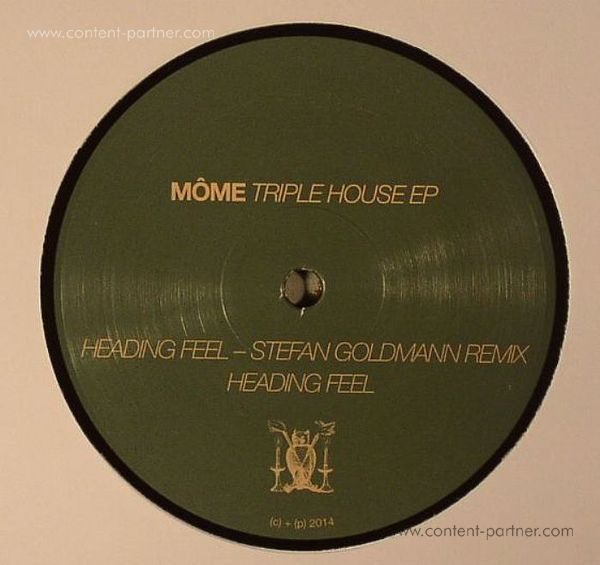 www.content-partner.com
MÔME TRIPLE HOUSE EP
HEADING FEEL – STEFAN GOLDMANN REMIX
HEADING FEEL
(c) + (p) 2014
www.content-partner.com